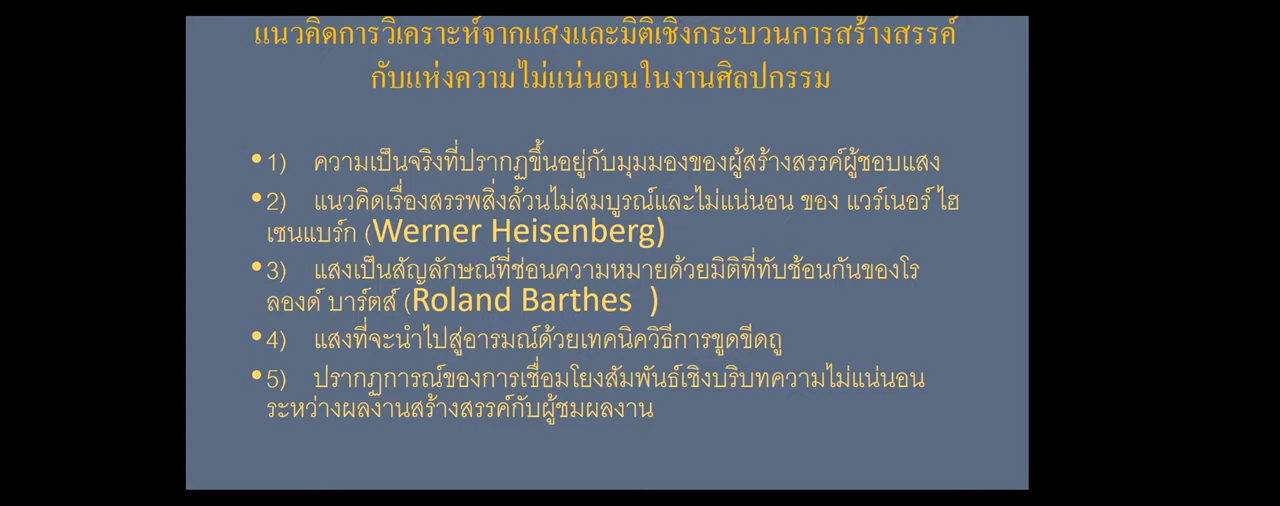 แนวคิดการวิเคราะห์จากแสงและมิติเชิงกระบวนการสร้างสรรค์
กับแห่งความไม่แน่นอนในงานศิลปกรรม
•1) ความเป็นจริงที่ปรากฏขึ้นอยู่กับมุมมองของผู้สร้างสรรค์ผู้ชอบแสง
•2) แนวคิดเรื่องสรรพสิ่งล้วนไม่สมบูรณ์และไม่แน่นอน ของ แวร์เนอร์ ไฮ
เซนแบร์ก (Werner Heisenberg)
•3) แสงเป็นสัญลักษณ์ที่ซ่อนความหมายด้วยมิติที่ทับซ้อนกันของโร
ลองด์ บาร์ตส์ (Roland Barthes )
•4) แสงที่จะนำไปสู่อารมณ์ด้วยเทคนิควิธีการขูดขีดถู
•5) ปรากฏการณ์ของการเชื่อมโยงสัมพันธ์เชิงบริบทความไม่แน่นอน
ระหว่างผลงานสร้างสรรค์กับผู้ชมผลงาน